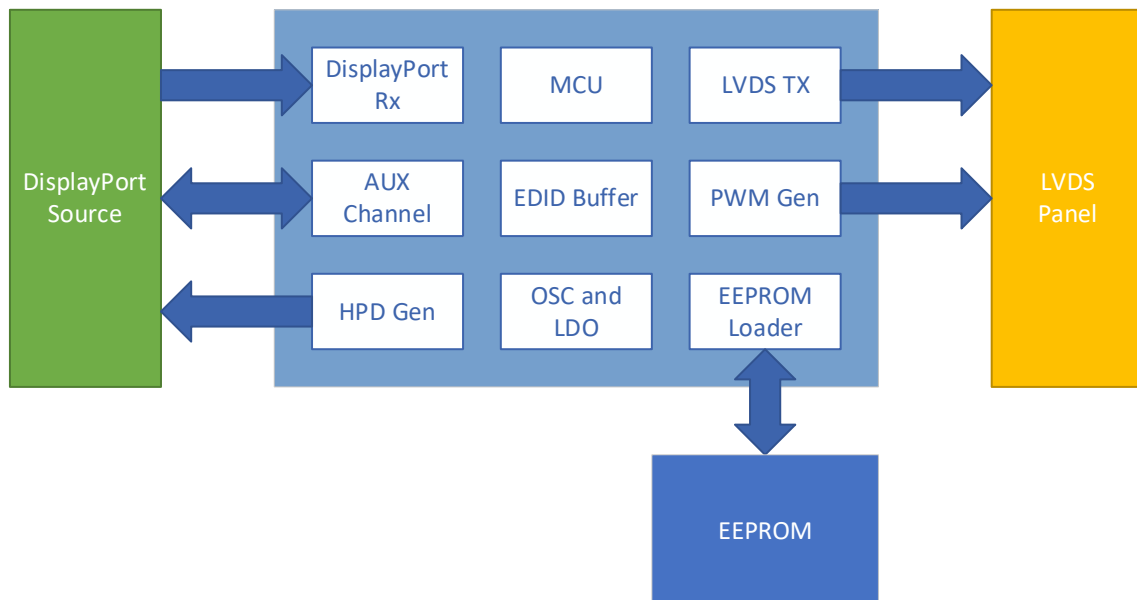 DisplayPort
Source
DisplayPort
Rx
MCU
LVDS TX
AUX
Channel
EDID Buffer
PWM Gen
HPD Gen
OSC and
LDO
EEPROM
Loader
LVDS
Panel
EEPROM